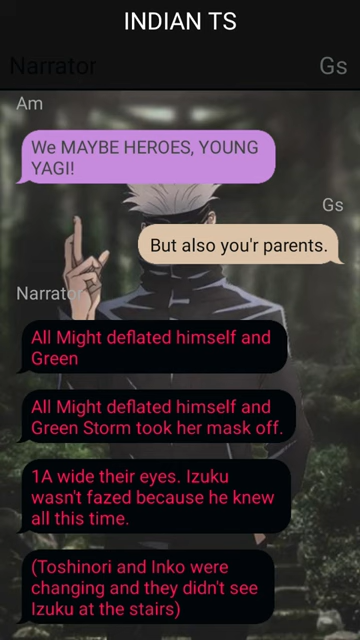 INDIAN TS
Narrator
Gs
Am
We MAYBE HEROES, YOUNG
YAGI!
Gs
But also you'r parents.
Narrator
All Might deflated himself and
Green
All Might deflated himself and
Green Storm took her mask off.
1A wide their eyes. Izuku
wasn't fazed because he knew
all this time.
(Toshinori and Inko were
changing and they didn't see
Izuku at the stairs)